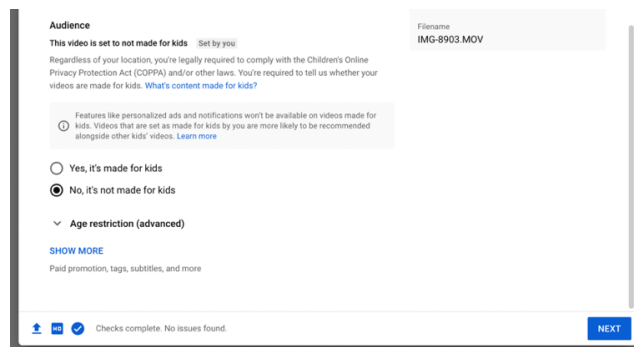 Audience
This video is set to not made for kids Set by you
Regardless of your location, you're legally required to comply with the Children's Online
Privacy Protection Act (COPPA) and/or other laws. You're required to tell us whether your
videos are made for kids. What's content made for kids?
Features like personalized ads and notifications won't be available on videos made for
kids. Videos that are set as made for kids by you are more likely to be recommended
alongside other kids' videos. Learn more
Yes, it's made for kids
No, it's not made for kids
Age restriction (advanced)
SHOW MORE
Paid promotion, tags, subtitles, and more
Filename
IMG-8903.MOV
HD
Checks complete. No issues found.
NEXT